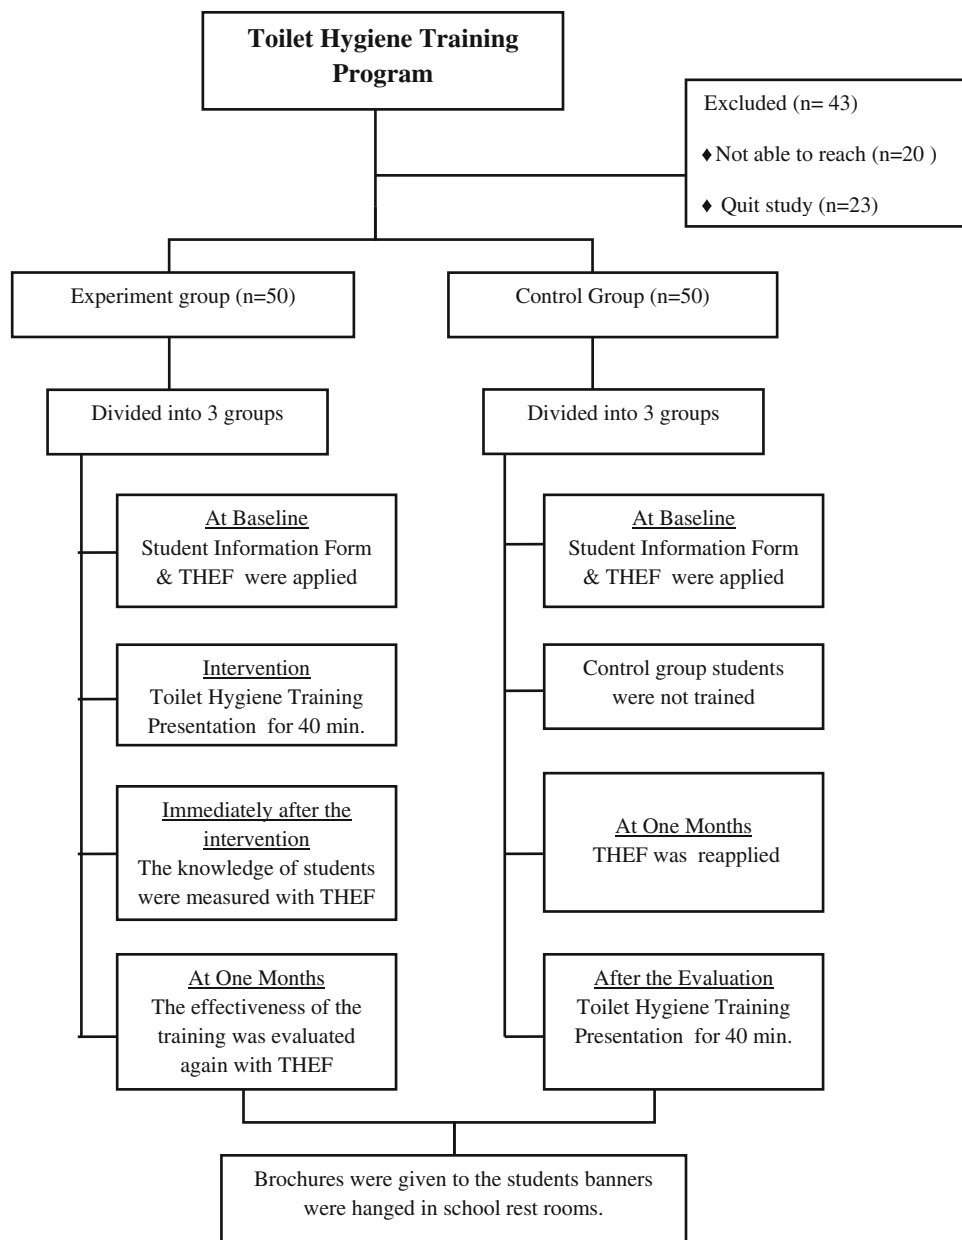 Toilet Hygiene Training
Program
Excluded (n= 43)
♦Not able to reach (n=20 )
♦ Quit study (n=23)
Experiment group (n=50)
Control Group (n=50)
Divided into 3 groups
Divided into 3 groups
At Baseline
Student Information Form
& THEF were applied
At Baseline
Student Information Form
& THEF were applied
Intervention
Toilet Hygiene Training
Presentation for 40 min.
Control group students
were not trained
Immediately after the
intervention
The knowledge of students
were measured with THEF
At One Months
THEF was reapplied
At One Months
The effectiveness of the
training was evaluated
again with THEF
After the Evaluation
Toilet Hygiene Training
Presentation for 40 min.
Brochures were given to the students banners
were hanged in school rest rooms.